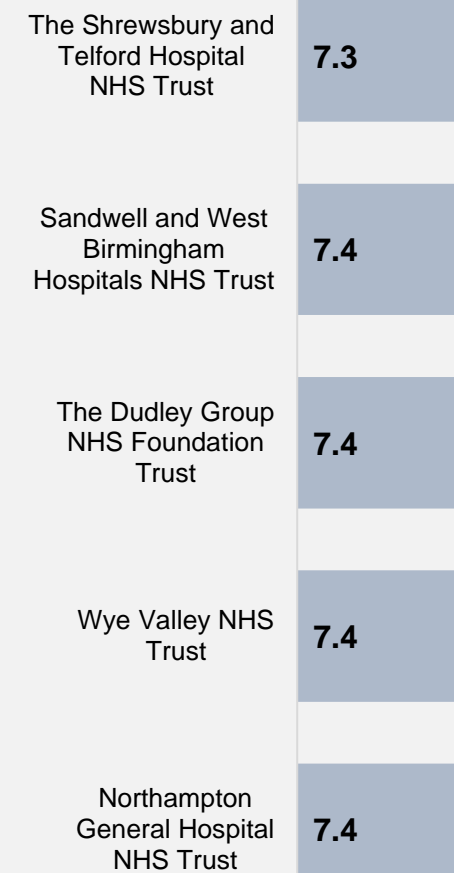 The Shrewsbury and
Telford Hospital
NHS Trust
7.3
Sandwell and West
Birmingham
Hospitals NHS Trust
7.4
The Dudley Group
NHS Foundation
Trust
7.4
Wye Valley NHS
Trust
7.4
Northampton
General Hospital
NHS Trust
7.4